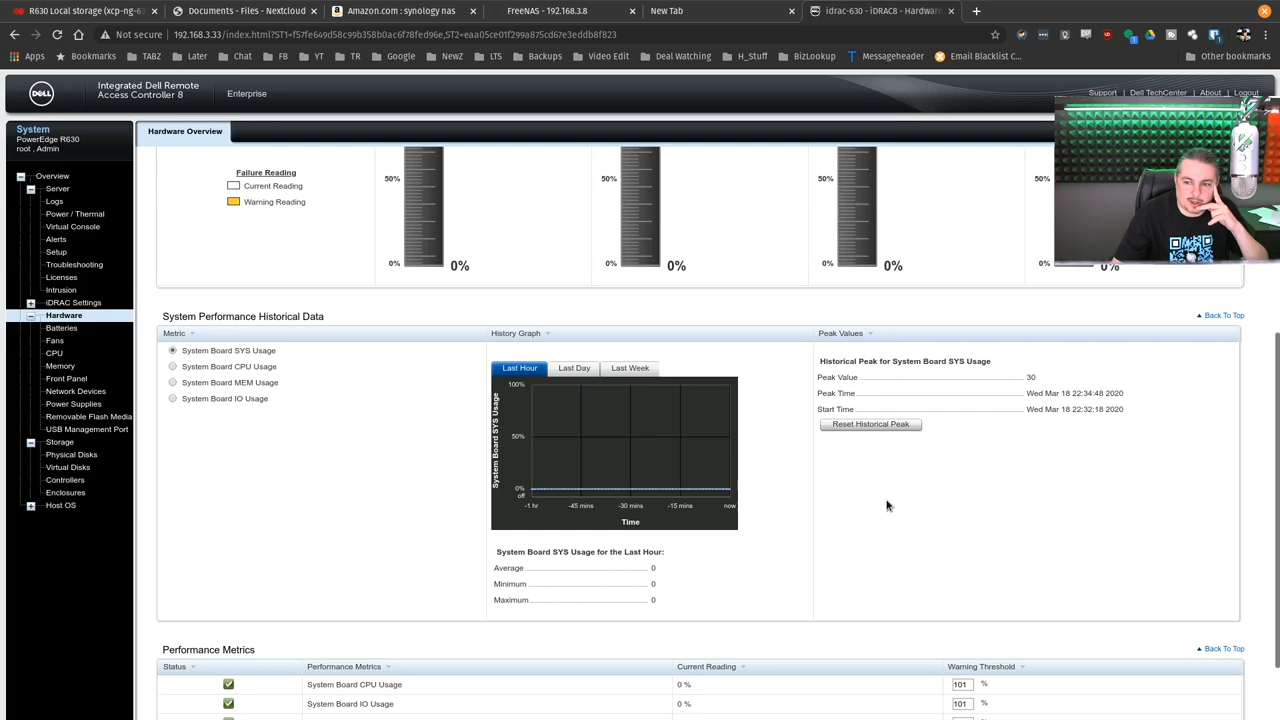 R630 Local storage (xcp-ng-63
Documents - Files - Nextcloud
Amazon.com : synology nas
FreeNAS - 192.168.3.8
New Tab
idrac-630 - iDRAC8 - Hardwar
Not secure | 192.168.3.33/index.html?ST1=f57fe649d58c99b358b0ac6f78fed96e,ST2=eaa05ce01f299a875cd67e3eddb8f823
Apps Bookmarks TABZ Later Chat FB YT TR Google NewZ LTS Backups Video Edit Deal Watching H_Stuff BizLookup Messageheader Email Blacklist C... Other bookmarks
DELL
Integrated Dell Remote
Access Controller 8
Enterprise
Support | Dell TechCenter | About | Logout
System
PowerEdge R630
root , Admin
Overview
Server
Logs
Power / Thermal
Virtual Console
Alerts
Setup
Troubleshooting
Licenses
Intrusion
iDRAC Settings
Hardware
Batteries
Fans
CPU
Memory
Front Panel
Network Devices
Power Supplies
Removable Flash Media
USB Management Port
Storage
Physical Disks
Virtual Disks
Controllers
Enclosures
Host OS
Hardware Overview
Failure Reading
Current Reading
Warning Reading
50% 50% 50% 50%
0% 0% 0% 0% 0% 0% 0% 0%
System Performance Historical Data
Back To Top
Metric
History Graph
Peak Values
System Board SYS Usage
System Board CPU Usage
System Board MEM Usage
System Board IO Usage
Last Hour Last Day Last Week
System Board SYS Usage
100%
50%
0%
off
-1 hr -45 mins -30 mins -15 mins now
Time
System Board SYS Usage for the Last Hour:
Average 0
Minimum 0
Maximum 0
Historical Peak for System Board SYS Usage
Peak Value 30
Peak Time Wed Mar 18 22:34:48 2020
Start Time Wed Mar 18 22:32:18 2020
Reset Historical Peak
Performance Metrics
Back To Top
Status Performance Metrics Current Reading Warning Threshold
System Board CPU Usage 0 % 101 %
System Board IO Usage 0 % 101 %